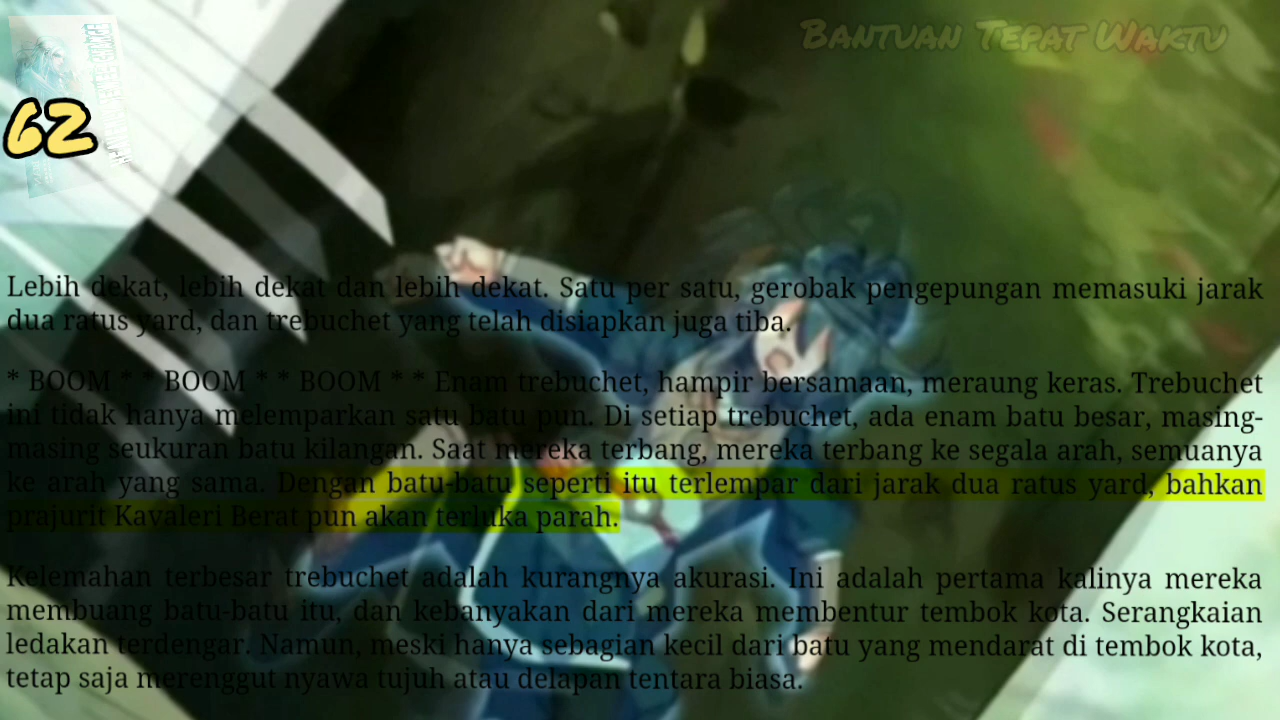 Bantuan Tepat Waktu
62
Lebih dekat, lebih dekat dan lebih dekat. Satu per satu, gerobak pengepungan memasuki jarak
dua ratus yard, dan trebuchet yang telah disiapkan juga tiba.
* BOOM * * BOOM * * BOOM * * Enam trebuchet, hampir bersamaan, meraung keras. Trebuchet
ini tidak hanya melemparkan satu batu pun. Di setiap trebuchet, ada enam batu besar, masing-
masing seukuran batu kilangan. Saat mereka terbang, mereka terbang ke segala arah, semuanya
ke arah yang sama. Dengan batu-batu seperti itu terlempar dari jarak dua ratus yard, bahkan
prajurit Kavaleri Berat pun akan terluka parah.
Kelemahan terbesar trebuchet adalah kurangnya akurasi. Ini adalah pertama kalinya mereka
membuang batu-batu itu, dan kebanyakan dari mereka membentur tembok kota. Serangkaian
ledakan terdengar. Namun, meski hanya sebagian kecil dari batu yang mendarat di tembok kota,
tetap saja merenggut nyawa tujuh atau delapan tentara biasa.